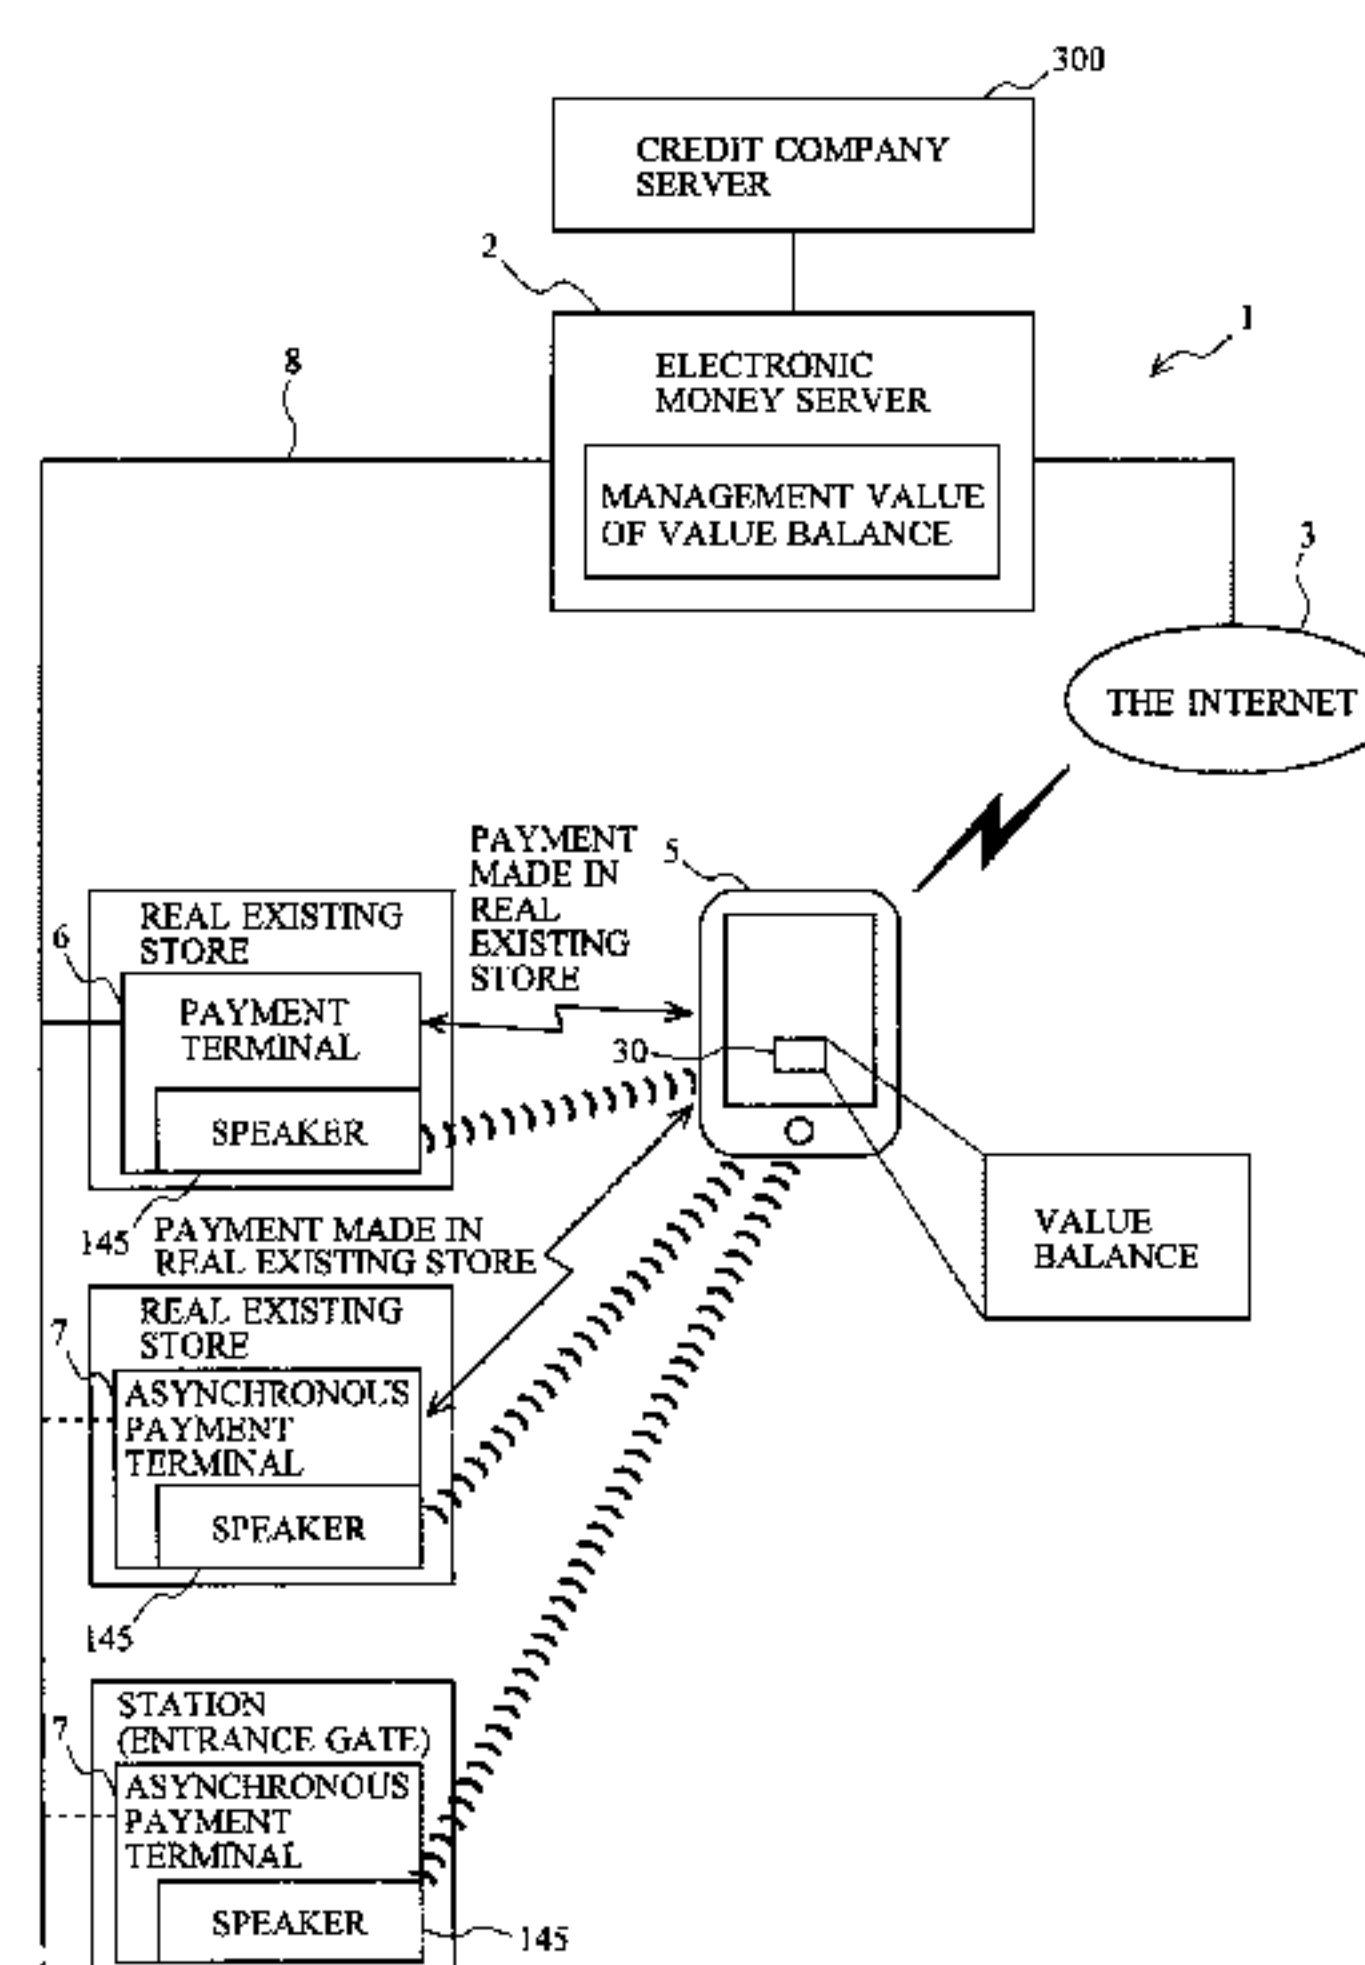 300
CREDIT COMPANY
SERVER
2
1
8
ELECTRONIC
MONEY SERVER
MANAGEMENT VALUE
OF VALUE BALANCE
3
THE INTERNET
PAYMENT
MADE IN
REAL
EXISTING
STORE
5
REAL EXISTING
STORE
6
PAYMENT
TERMINAL
30
SPEAKER
145
VALUE
BALANCE
PAYMENT MADE IN
REAL EXISTING STORE
REAL EXISTING
STORE
7
ASYNCHRONOUS
PAYMENT
TERMINAL
SPEAKER
145
STATION
(ENTRANCE GATE)
7
ASYNCHRONOUS
PAYMENT
TERMINAL
SPEAKER
145